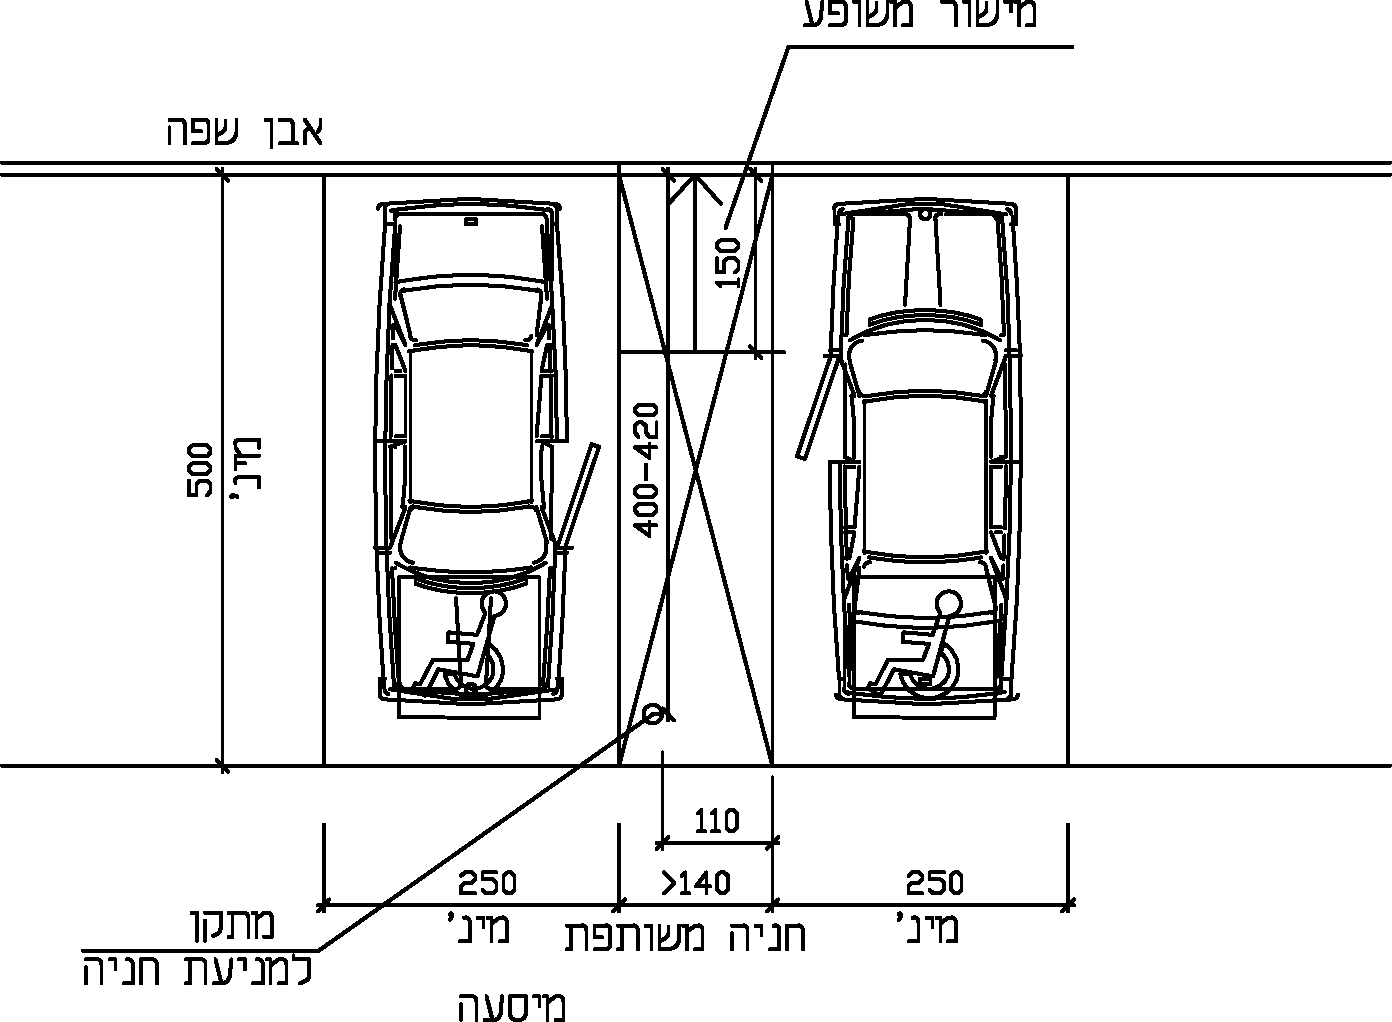 מישור משופע
אבן שפה
150
400-420
500
מינ'
110
250
>140
250
מינ'
חניה משותפת
מינ'
מתקן
למניעת חניה
מיסעה